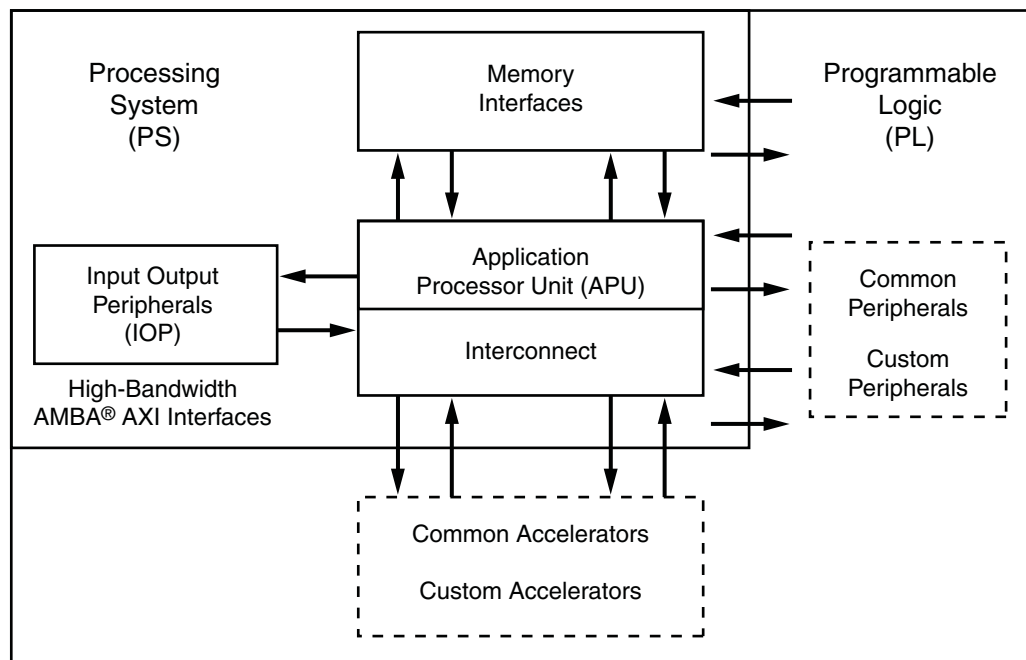 Processing
System
(PS)
Memory
Interfaces
Programmable
Logic
(PL)
Input Output
Peripherals
(IOP)
Application
Processor Unit (APU)
Interconnect
Common
Peripherals
Custom
Peripherals
High-Bandwidth
AMBA® AXI Interfaces
Common Accelerators
Custom Accelerators